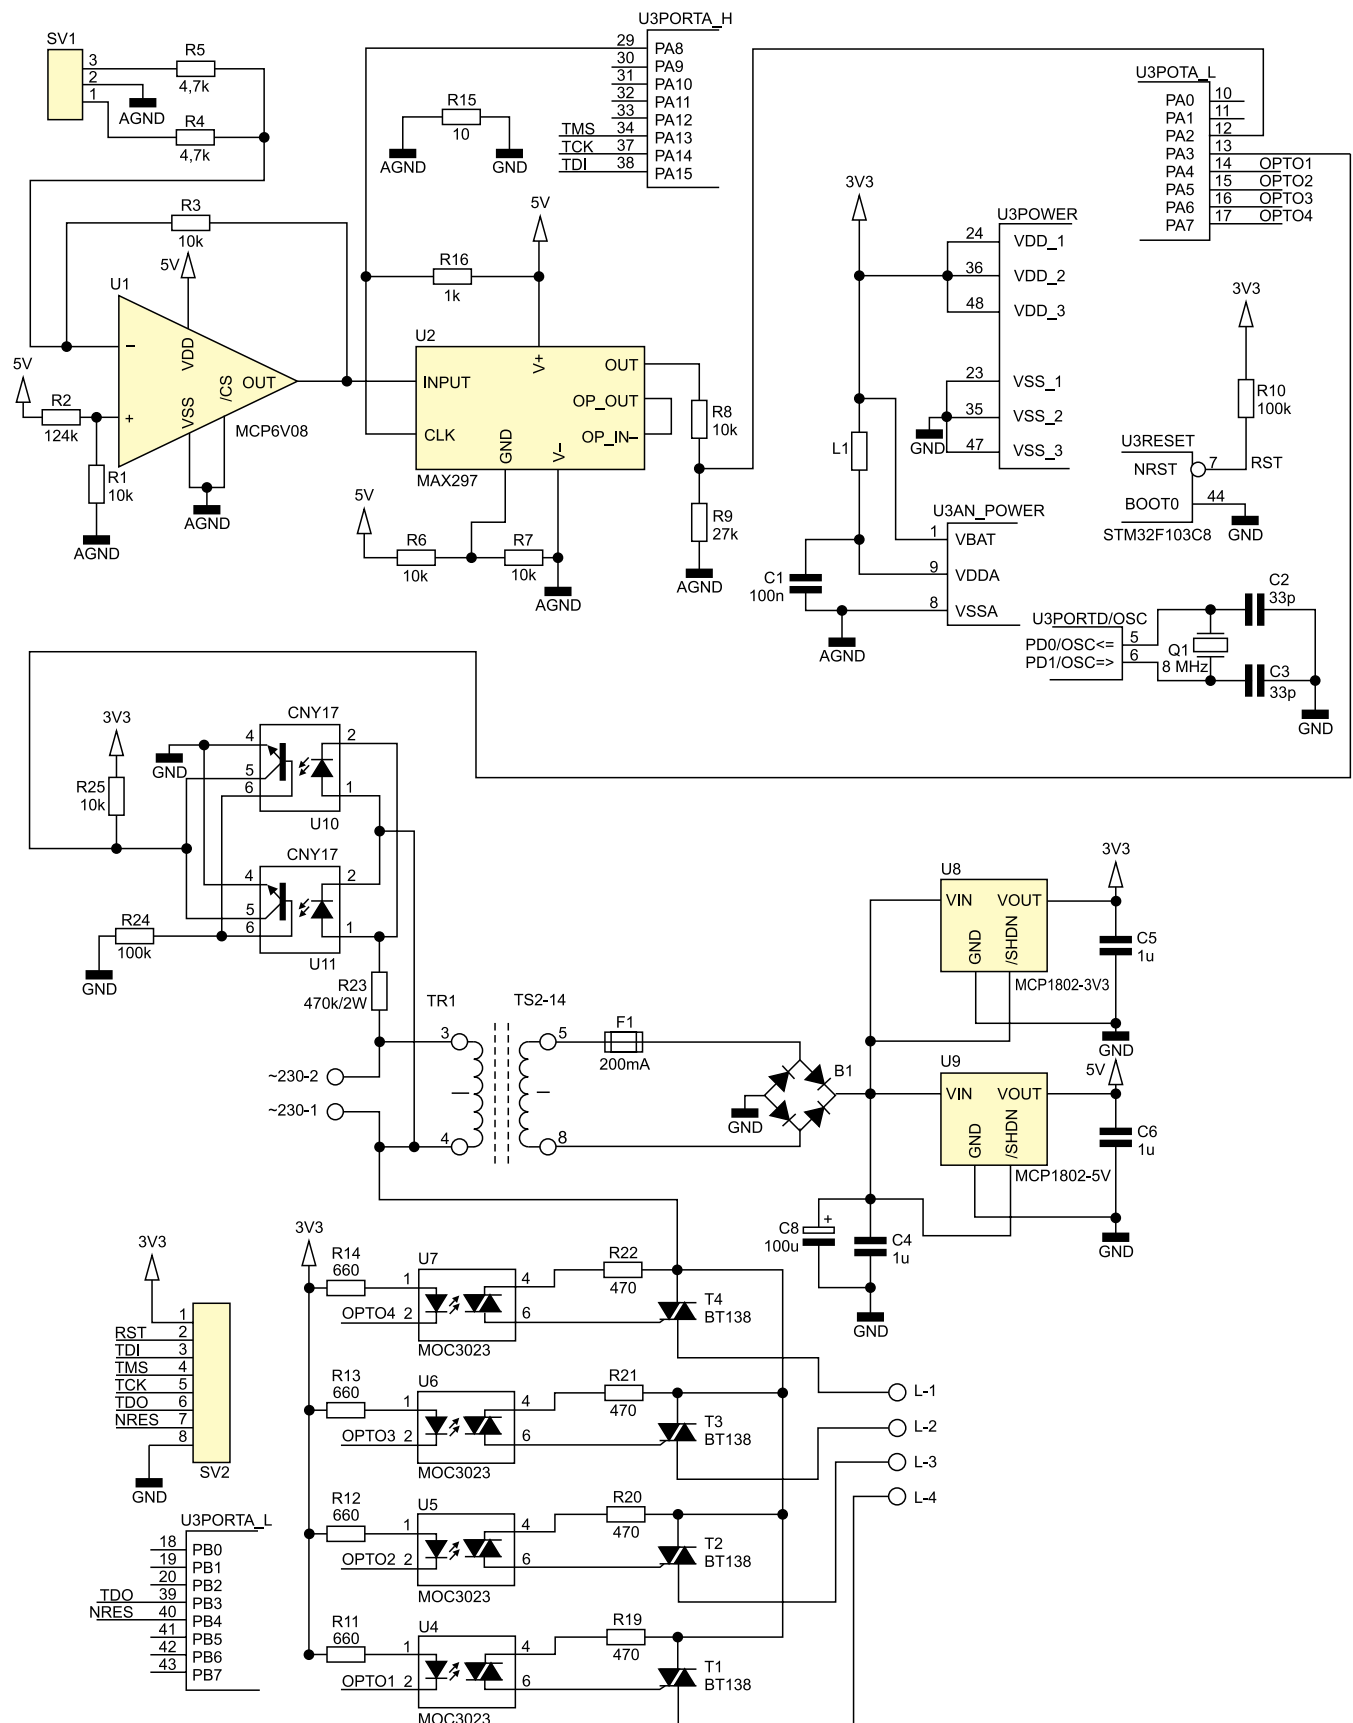 SV1
3
2
1
R5
4,7k
AGND
R4
4,7k
R3
10k
5V
U1
VDD
VSS
/CS
OUT
–
+
MCP6V08
5V
R2
124k
R1
10k
AGND
AGND
U3PORTA_H
29 PA8
30 PA9
31 PA10
32 PA11
33 PA12
TMS 34 PA13
TCK 37 PA14
TDI 38 PA15
R15
10
AGND
GND
5V
R16
1k
U2
V+
INPUT
OUT
OP_OUT
CLK
GND
V–
OP_IN–
MAX297
R8
10k
R9
27k
AGND
5V
R6
10k
R7
10k
AGND
U3POTA_L
PA0 10
PA1 11
PA2 12
PA3 13
PA4 14 OPTO1
PA5 15 OPTO2
PA6 16 OPTO3
PA7 17 OPTO4
3V3
U3POWER
24 VDD_1
36 VDD_2
48 VDD_3
23 VSS_1
35 VSS_2
47 VSS_3
GND
L1
U3AN_POWER
1 VBAT
9 VDDA
8 VSSA
C1
100n
AGND
3V3
R10
100k
U3RESET
NRST 7 RST
BOOT0 44
GND
STM32F103C8
U3PORTD/OSC
PD0/OSC<= 5
PD1/OSC=> 6
Q1
8 MHz
C2
33p
C3
33p
GND
3V3
R25
10k
GND
CNY17
4
5
6
2
1
U10
CNY17
4
5
6
2
1
U11
R24
100k
GND
R23
470k/2W
TR1
TS2-14
3
4
5
8
F1
200mA
~230-2
~230-1
B1
GND
U8
VIN
VOUT
GND
/SHDN
MCP1802-3V3
3V3
C5
1u
GND
U9
VIN
VOUT
GND
/SHDN
MCP1802-5V
5V
C6
1u
GND
C8
+
100u
C4
1u
GND
3V3
1
RST 2
TDI 3
TMS 4
TCK 5
TDO 6
NRES 7
8
SV2
GND
U3PORTA_L
18 PB0
19 PB1
20 PB2
TDO 39 PB3
NRES 40 PB4
41 PB5
42 PB6
43 PB7
3V3
R14
660
U7
1
OPTO4 2
4
6
MOC3023
R22
470
T4
BT138
R13
660
U6
1
OPTO3 2
4
6
MOC3023
R21
470
T3
BT138
R12
660
U5
1
OPTO2 2
4
6
MOC3023
R20
470
T2
BT138
R11
660
U4
1
OPTO1 2
4
6
MOC3023
R19
470
T1
BT138
L-1
L-2
L-3
L-4